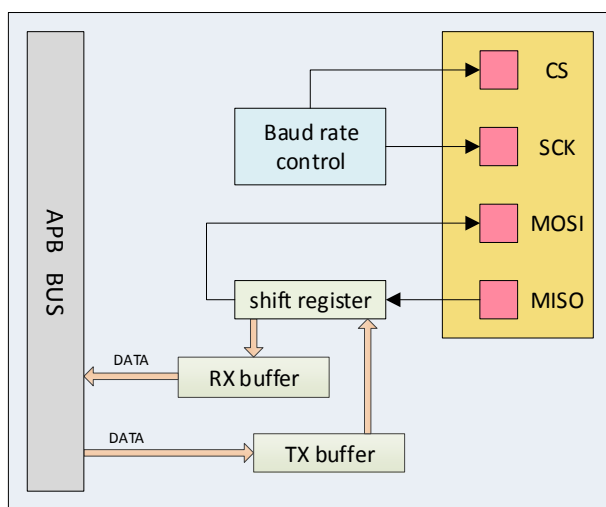 CS
Baud rate
control
SCK
APB BUS
MOSI
shift register
MISO
DATA
RX buffer
DATA
TX buffer